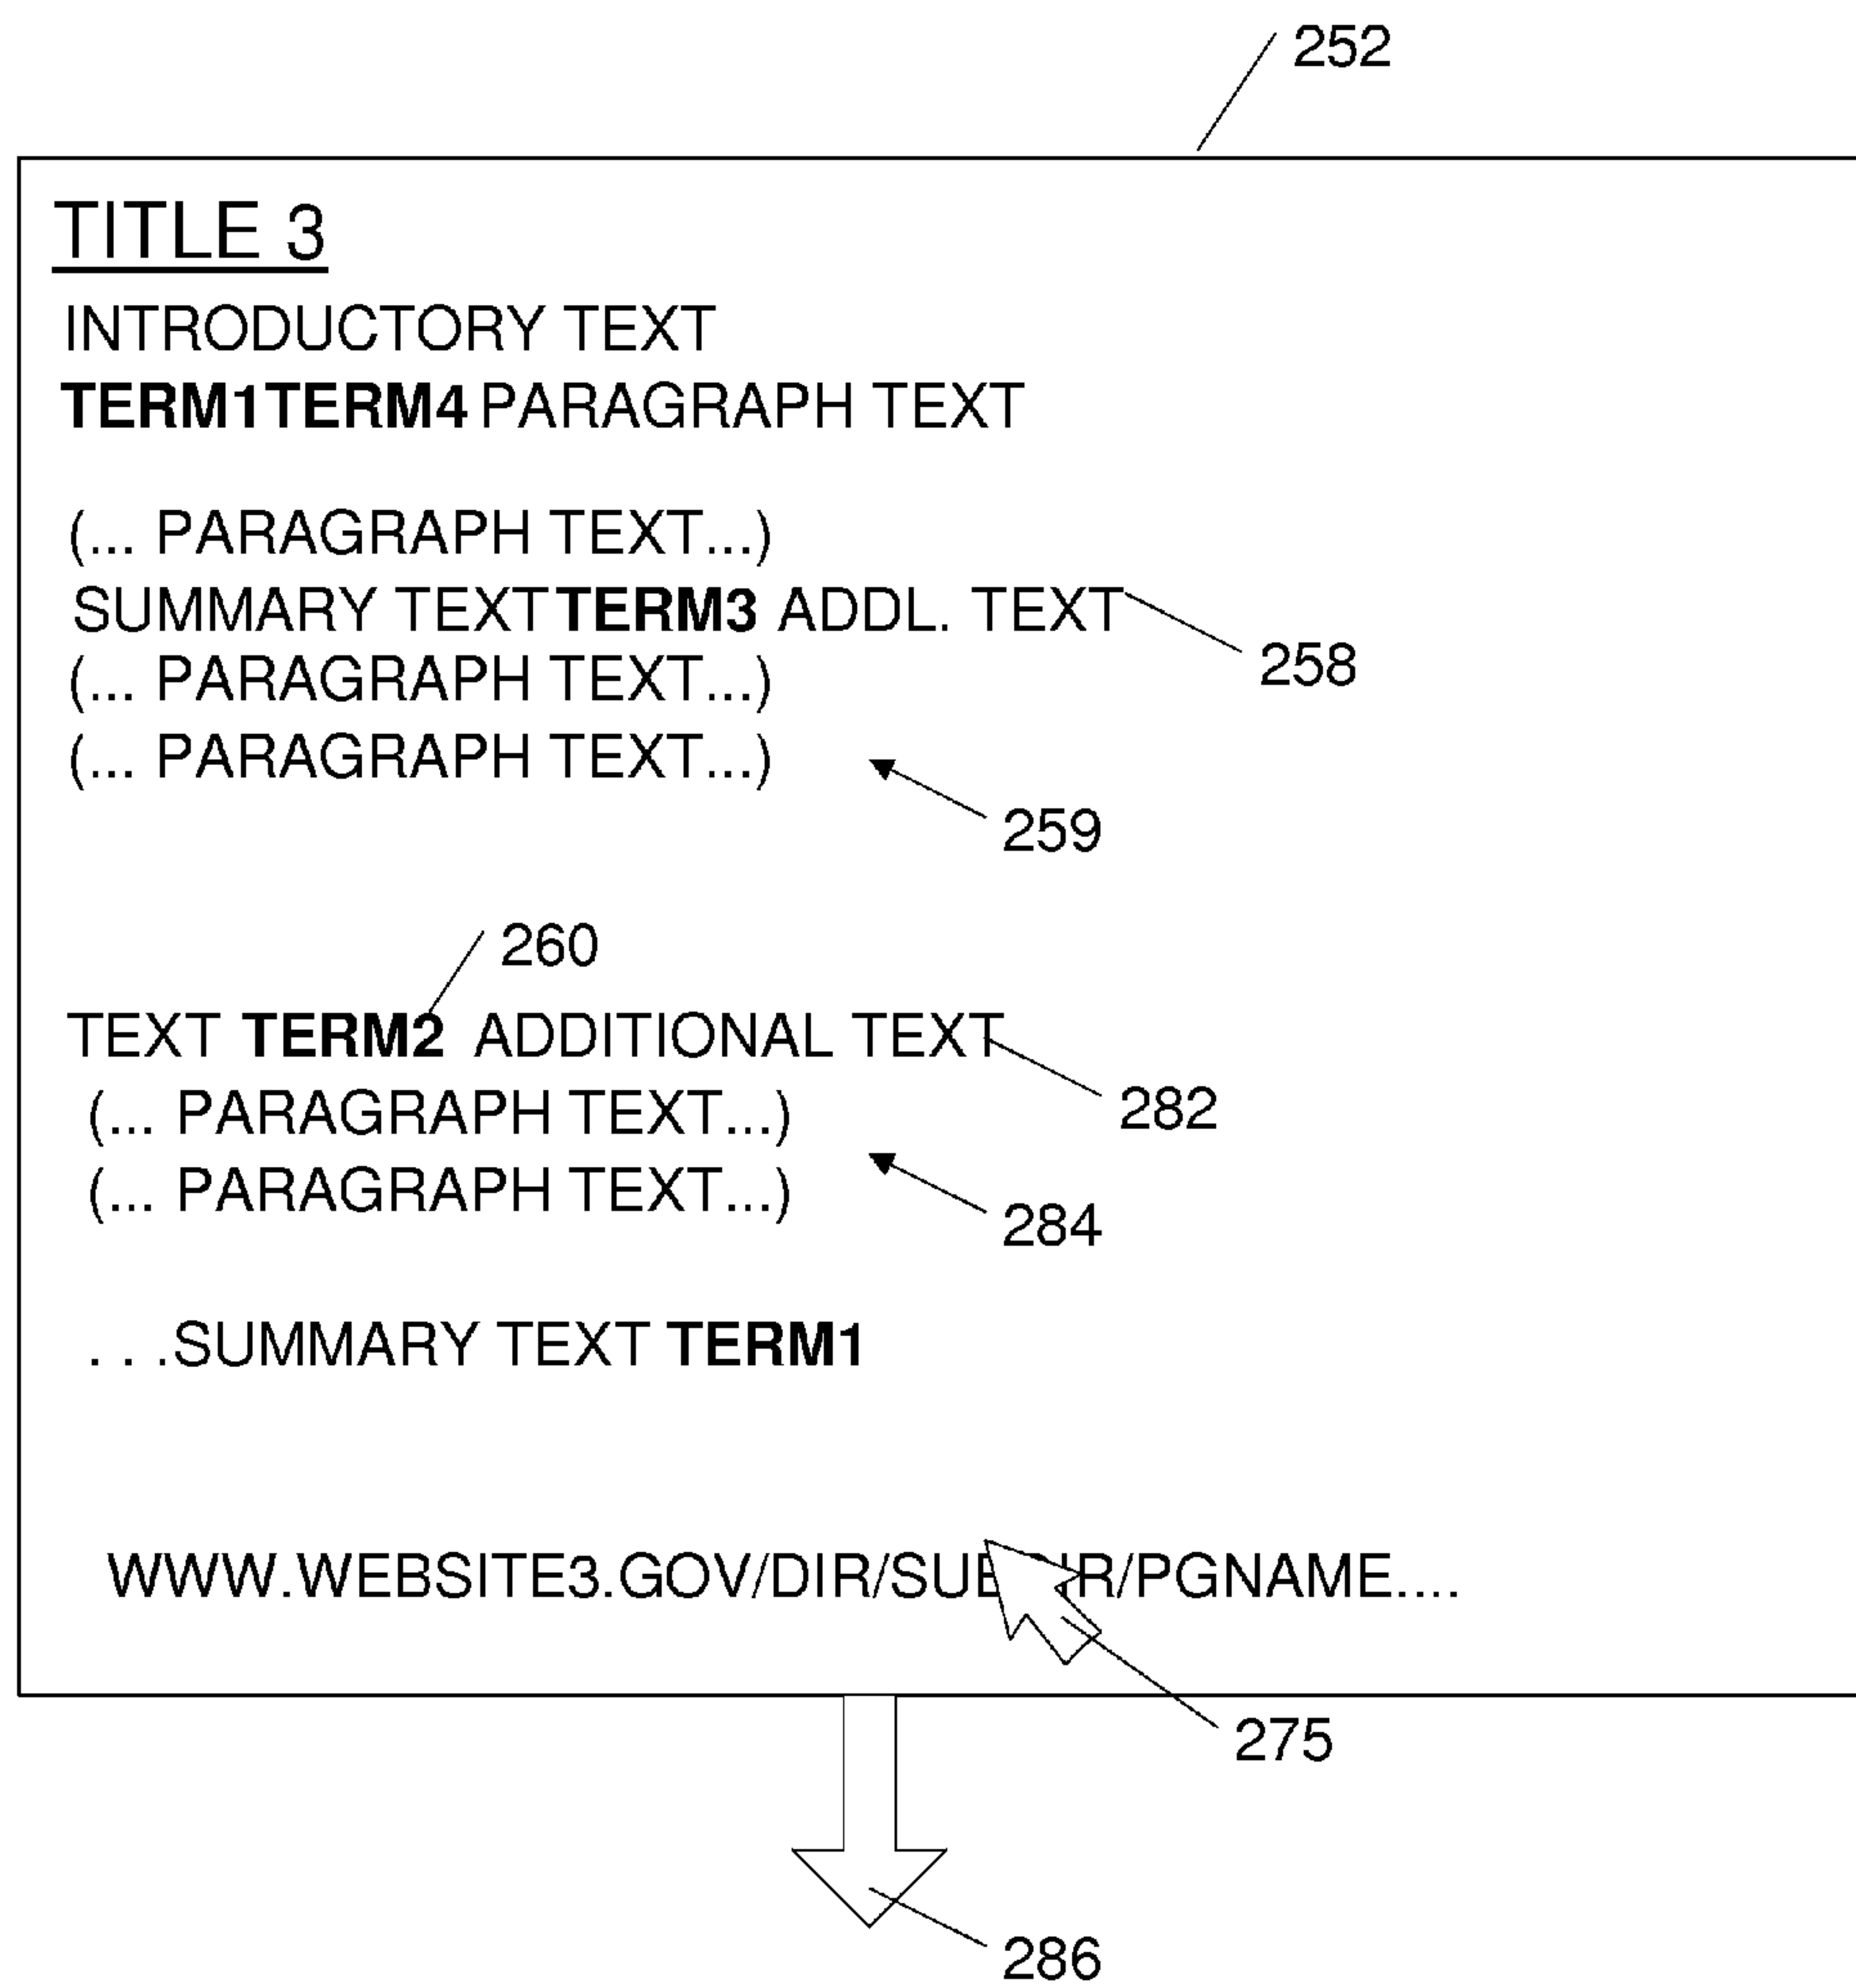 252
TITLE 3
INTRODUCTORY TEXT
TERM1TERM4 PARAGRAPH TEXT
(... PARAGRAPH TEXT...)
SUMMARY TEXT TERM3 ADDL. TEXT
258
(... PARAGRAPH TEXT...)
(... PARAGRAPH TEXT...)
259
260
TEXT TERM2 ADDITIONAL TEXT
282
(... PARAGRAPH TEXT...)
(... PARAGRAPH TEXT...)
284
. . .SUMMARY TEXT TERM1
WWW.WEBSITE3.GOV/DIR/SUB R/PGNAME....
275
286